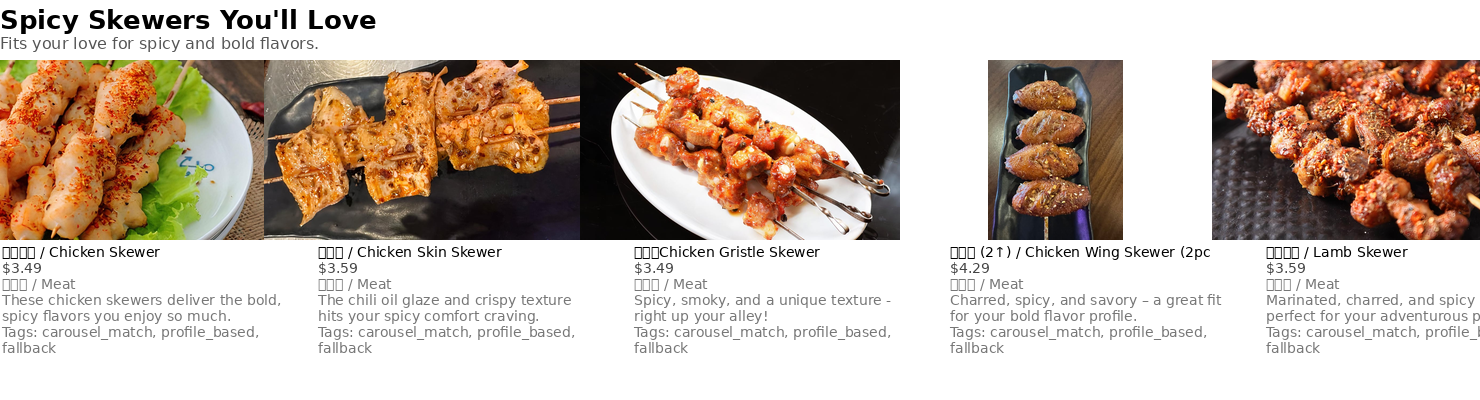 Spicy Skewers You'll Love
Fits your love for spicy and bold flavors.
/ Chicken Skewer
$3.49
/ Meat
These chicken skewers deliver the bold,
spicy flavors you enjoy so much.
Tags: carousel_match, profile_based,
fallback
/ Chicken Skin Skewer
$3.59
/ Meat
The chili oil glaze and crispy texture
hits your spicy comfort craving.
Tags: carousel_match, profile_based,
fallback
Chicken Gristle Skewer
$3.49
/ Meat
Spicy, smoky, and a unique texture -
right up your alley!
Tags: carousel_match, profile_based,
fallback
(2↑) / Chicken Wing Skewer (2pc
$4.29
/ Meat
Charred, spicy, and savory – a great fit
for your bold flavor profile.
Tags: carousel_match, profile_based,
fallback
/ Lamb Skewer
$3.59
/ Meat
Marinated, charred, and spicy
perfect for your adventurous
Tags: carousel_match,
fallback